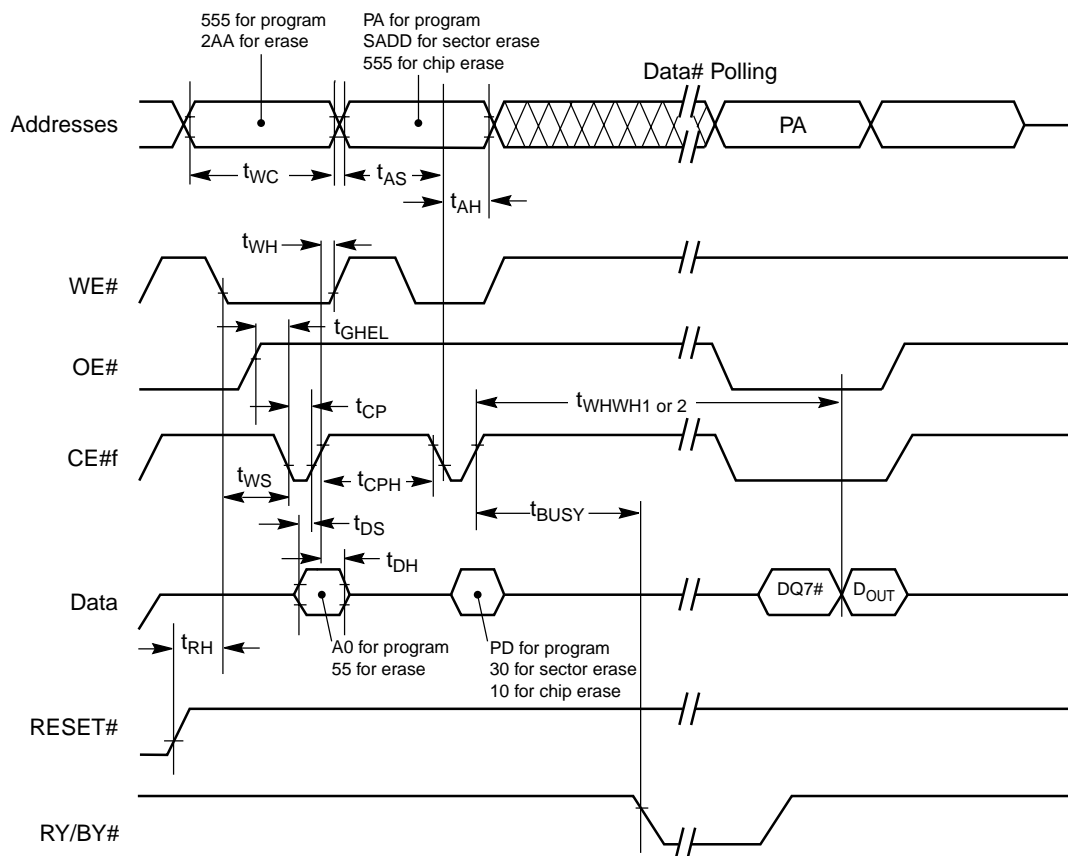 555 for program
2AA for erase
PA for program
SADD for sector erase
555 for chip erase
Data# Polling
Addresses
PA
tWC
tAS
tAH
tWH
WE#
tGHEL
OE#
tCP
tWHWH1 or 2
CE#f
tWS
tCPH
tBUSY
tDS
tDH
Data
DQ7#
DOUT
tRH
A0 for program
55 for erase
PD for program
30 for sector erase
10 for chip erase
RESET#
RY/BY#